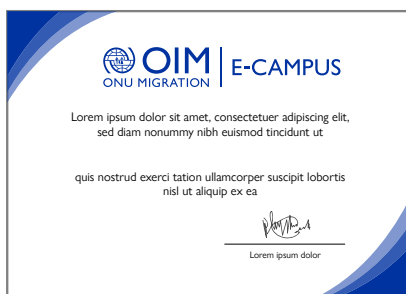 OIM
ONU MIGRATION
E-CAMPUS
Lorem ipsum dolor sit amet, consectetuer adipiscing elit,
sed diam nonummy nibh euismod tincidunt ut
quis nostrud exerci tation ullamcorper suscipit lobortis
nisl ut aliquip ex ea
Lorem ipsum dolor